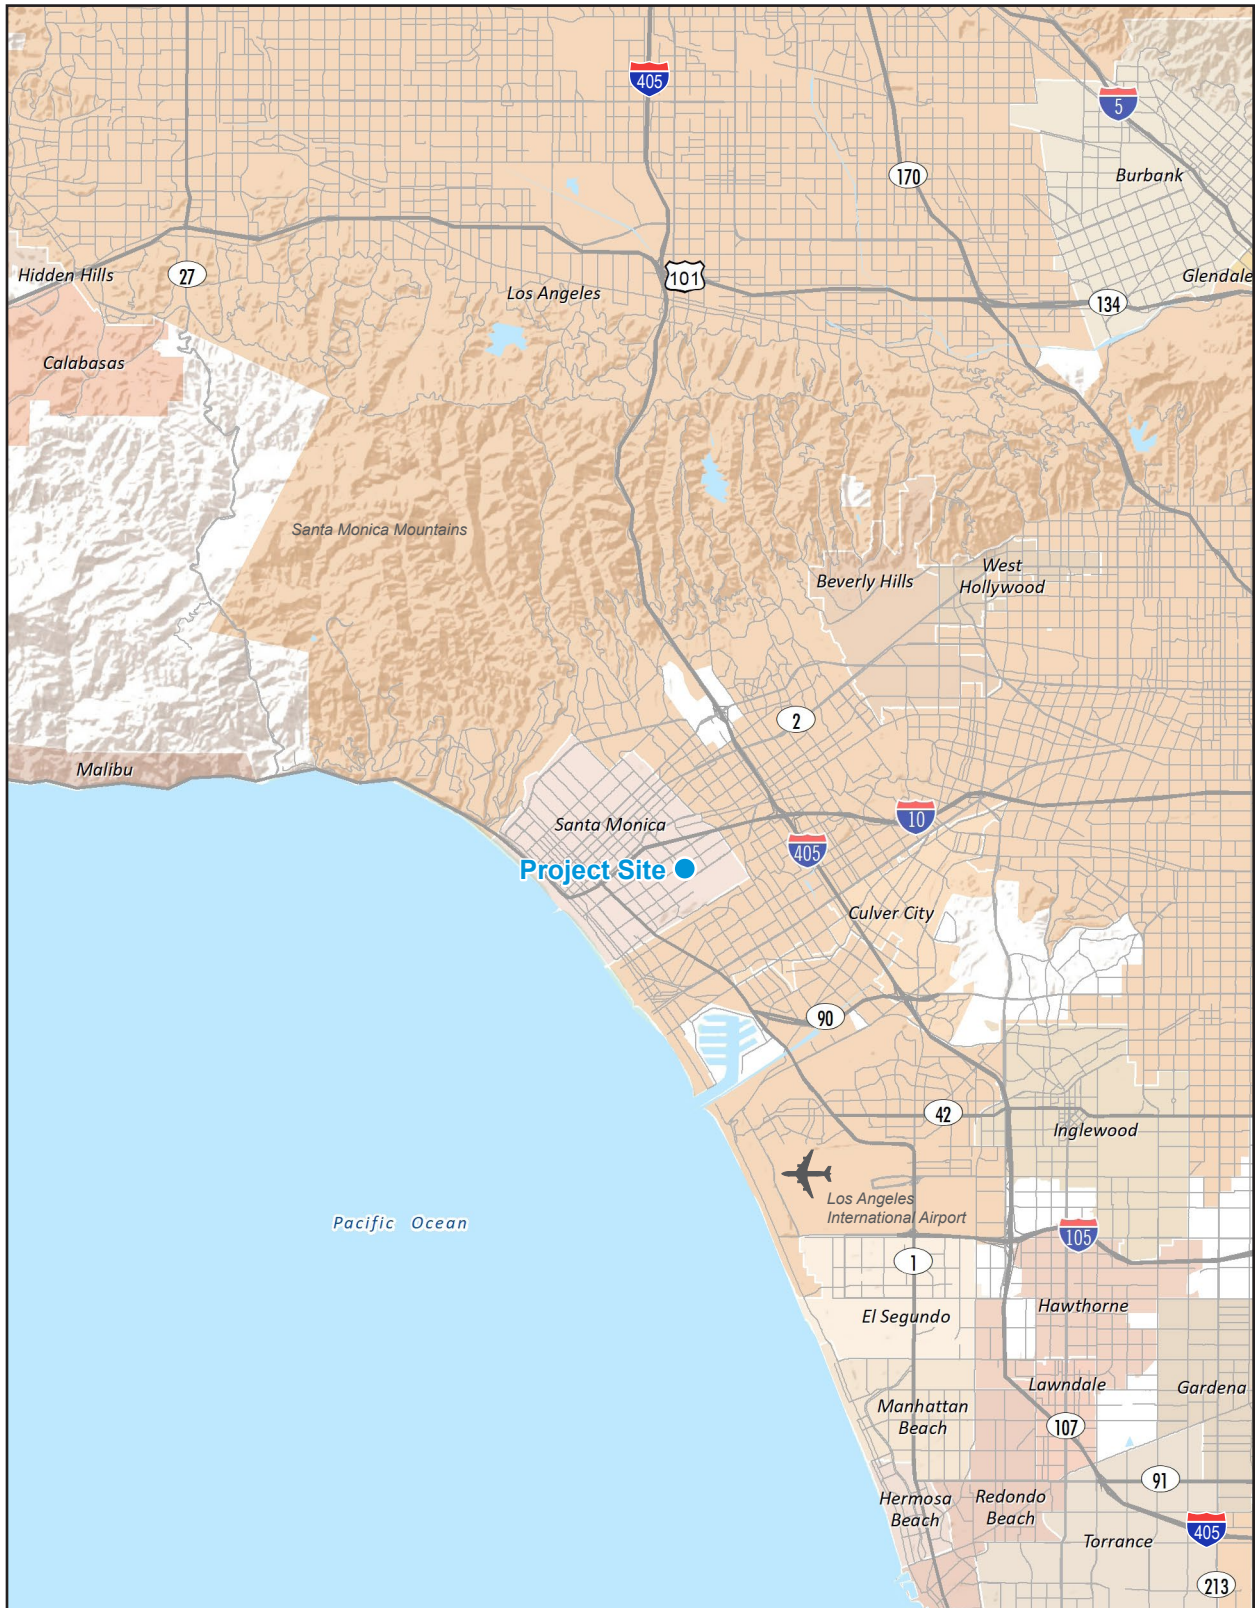 405
5
170
Burbank
Hidden Hills
27
101
Glendale
Los Angeles
134
Calabasas
Santa Monica Mountains
West
Hollywood
Beverly Hills
2
Malibu
10
Santa Monica
405
Project Site
Culver City
90
42
Inglewood
Los Angeles
International Airport
Pacific Ocean
105
1
Hawthorne
El Segundo
Lawndale
Gardena
Manhattan
Beach
107
91
Hermosa
Beach
Redondo
Beach
405
Torrance
213